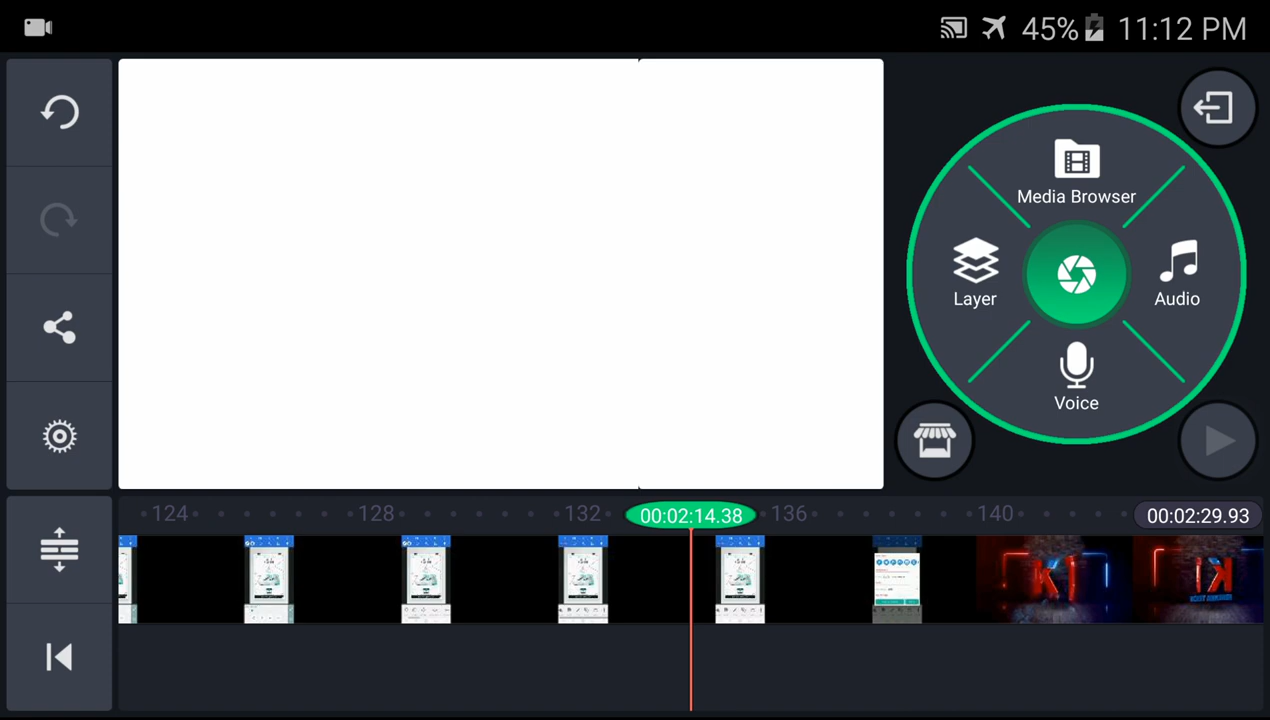 45% 11:12 PM
Media Browser
Layer
Audio
Voice
124 128 132 00:02:14.38 136 140 00:02:29.93